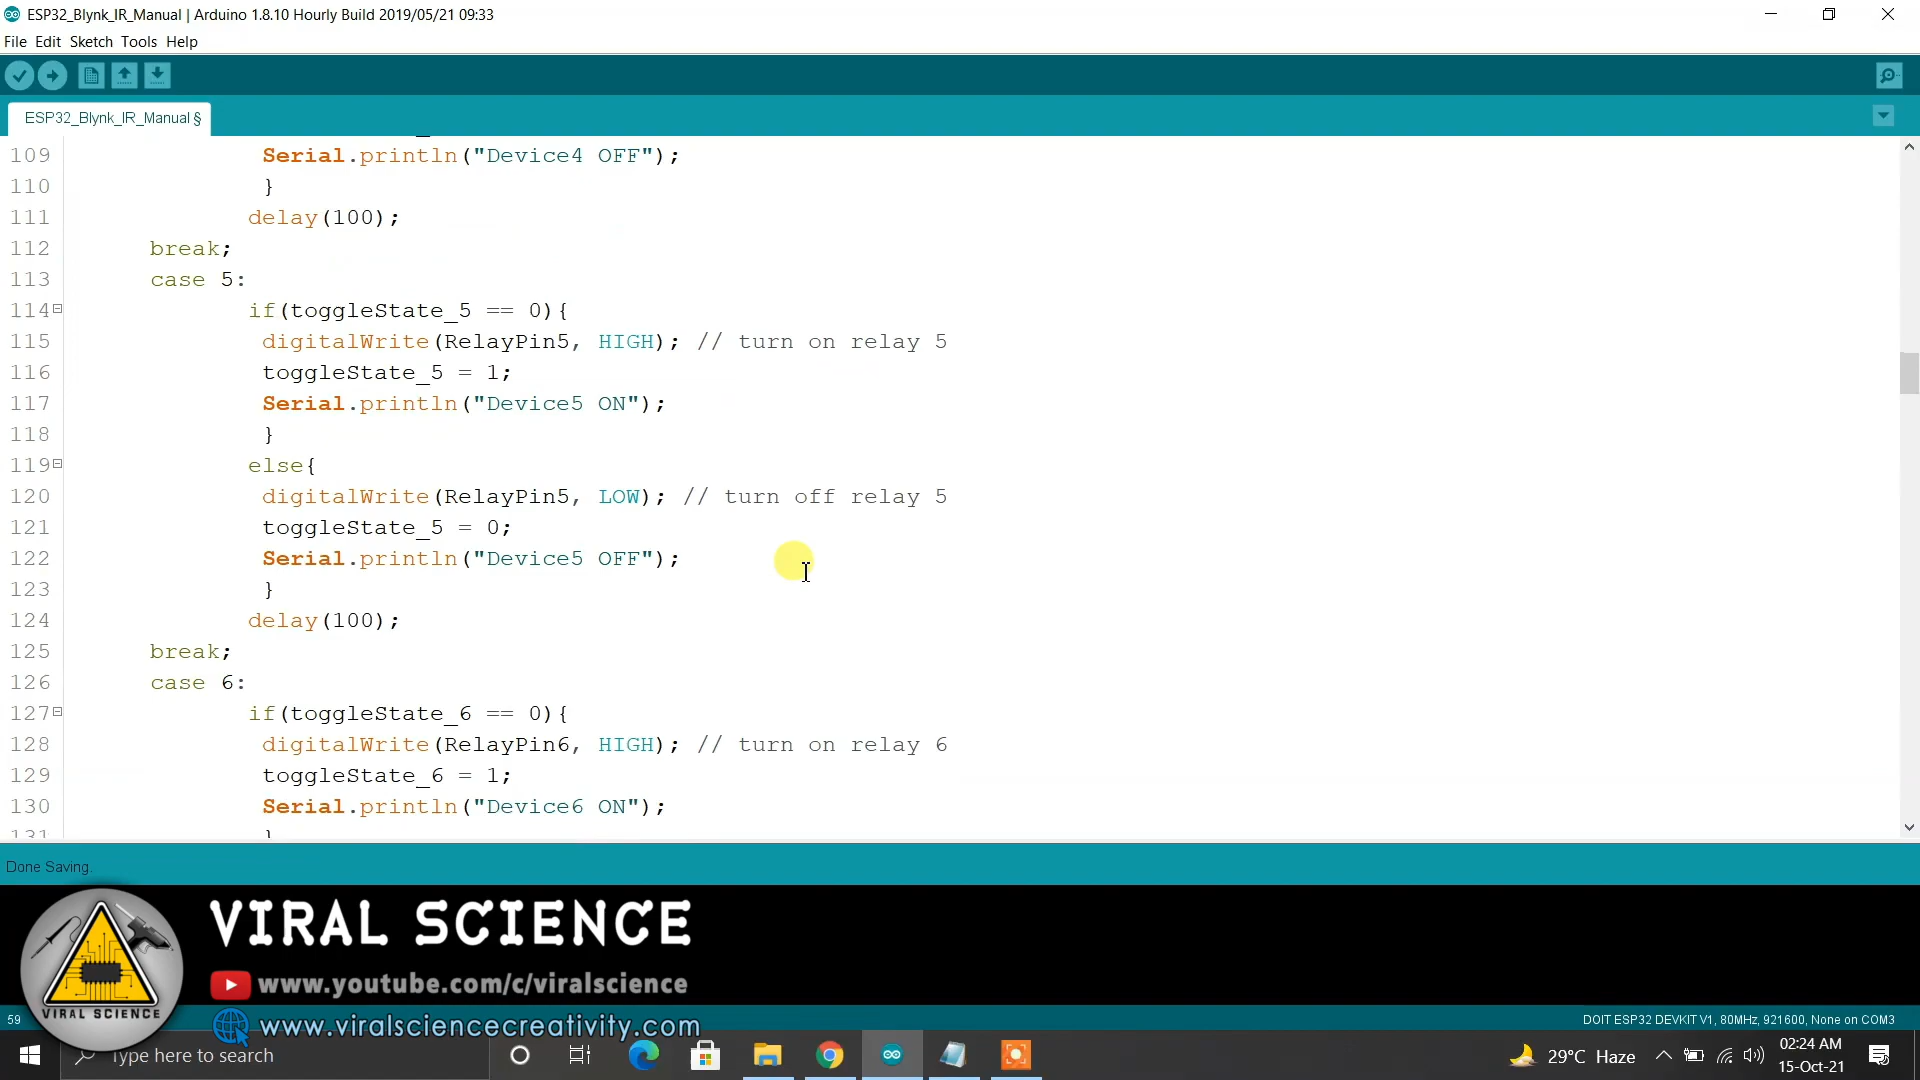 ESP32_Blynk_IR_Manual | Arduino 1.8.10 Hourly Build 2019/05/21 09:33
File Edit Sketch Tools Help
ESP32_Blynk_IR_Manual §
109 Serial.println("Device4 OFF");
110 }
111 delay(100);
112 break;
113 case 5:
114 if(toggleState_5 == 0){
115 digitalWrite(RelayPin5, HIGH); // turn on relay 5
116 toggleState_5 = 1;
117 Serial.println("Device5 ON");
118 }
119 else{
120 digitalWrite(RelayPin5, LOW); // turn off relay 5
121 toggleState_5 = 0;
122 Serial.println("Device5 OFF");
123 }
124 delay(100);
125 break;
126 case 6:
127 if(toggleState_6 == 0){
128 digitalWrite(RelayPin6, HIGH); // turn on relay 6
129 toggleState_6 = 1;
130 Serial.println("Device6 ON");
131 }
Done Saving.
VIRAL SCIENCE
www.youtube.com/c/viralscience
VIRAL SCIENCE
www.viralsciencecreativity.com
59
DOIT ESP32 DEVKIT V1, 80MHz, 921600, None on COM3
Type here to search
29°C Haze
02:24 AM
15-Oct-21